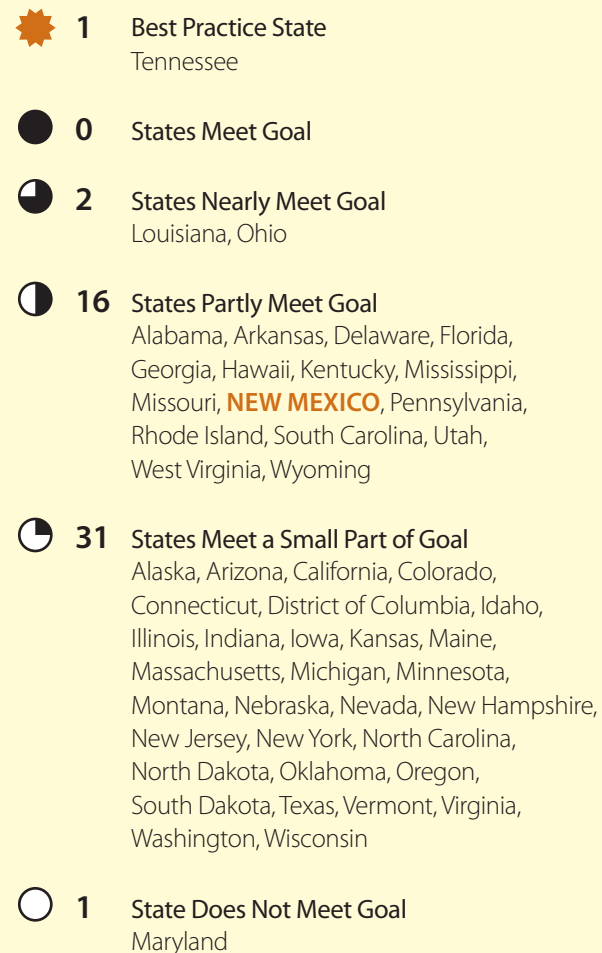 1 Best Practice State
Tennessee
0 States Meet Goal
2 States Nearly Meet Goal
Louisiana, Ohio
16 States Partly Meet Goal
Alabama, Arkansas, Delaware, Florida,
Georgia, Hawaii, Kentucky, Mississippi,
Missouri, NEW MEXICO, Pennsylvania,
Rhode Island, South Carolina, Utah,
West Virginia, Wyoming
31 States Meet a Small Part of Goal
Alaska, Arizona, California, Colorado,
Connecticut, District of Columbia, Idaho,
Illinois, Indiana, Iowa, Kansas, Maine,
Massachusetts, Michigan, Minnesota,
Montana, Nebraska, Nevada, New Hampshire,
New Jersey, New York, North Carolina,
North Dakota, Oklahoma, Oregon,
South Dakota, Texas, Vermont, Virginia,
Washington, Wisconsin
1 State Does Not Meet Goal
Maryland